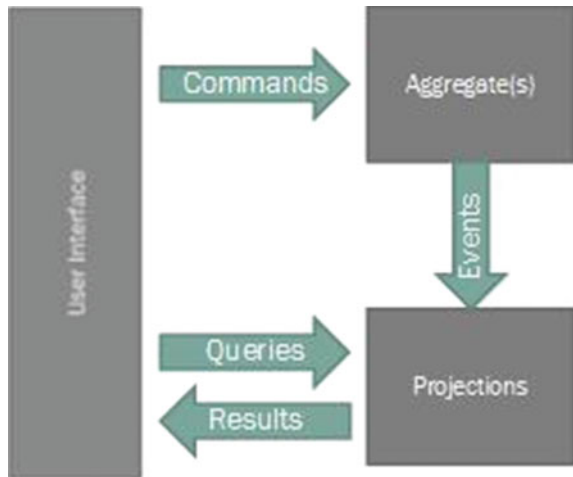 User Interface
Commands
Aggregate(s)
Events
Queries
Results
Projections